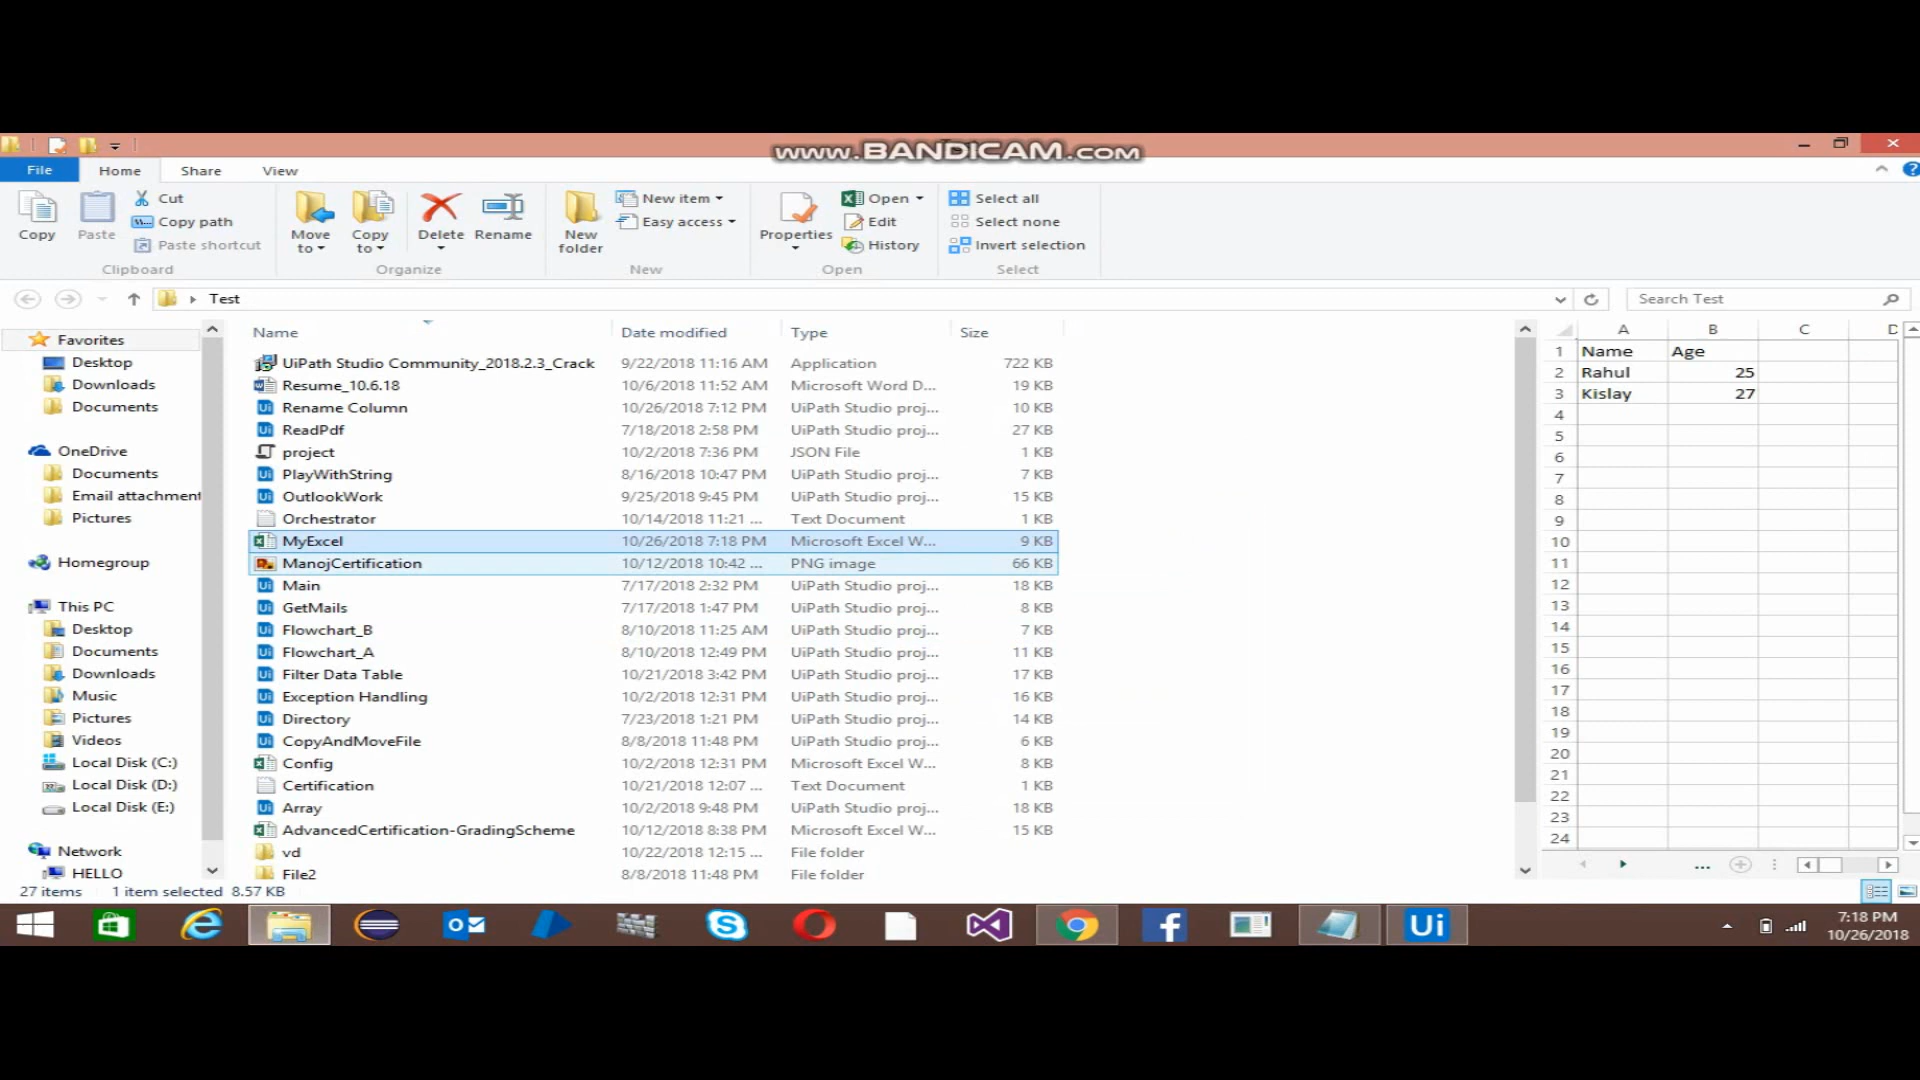 www.BANDICAM.com
File Home Share View
Copy
Paste
Cut
Copy path
Paste shortcut
Clipboard
Move to
Copy to
Delete
Rename
Organize
New folder
New item
Easy access
New
Properties
Open
Edit
History
Open
Select all
Select none
Invert selection
Select
Test
Search Test
Favorites
Desktop
Downloads
Documents
OneDrive
Documents
Email attachment
Pictures
Homegroup
This PC
Desktop
Documents
Downloads
Music
Pictures
Videos
Local Disk (C:)
Local Disk (D:)
Local Disk (E:)
Network
HELLO
Name Date modified Type Size
UiPath Studio Community_2018.2.3_Crack 9/22/2018 11:16 AM Application 722 KB
Resume_10.6.18 10/6/2018 11:52 AM Microsoft Word D... 19 KB
Rename Column 10/26/2018 7:12 PM UiPath Studio proj... 10 KB
ReadPdf 7/18/2018 2:58 PM UiPath Studio proj... 27 KB
project 10/2/2018 7:36 PM JSON File 1 KB
PlayWithString 8/16/2018 10:47 PM UiPath Studio proj... 7 KB
OutlookWork 9/25/2018 9:45 PM UiPath Studio proj... 15 KB
Orchestrator 10/14/2018 11:21 ... Text Document 1 KB
MyExcel 10/26/2018 7:18 PM Microsoft Excel W... 9 KB
ManojCertification 10/12/2018 10:42 ... PNG image 66 KB
Main 7/17/2018 2:32 PM UiPath Studio proj... 18 KB
GetMails 7/17/2018 1:47 PM UiPath Studio proj... 8 KB
Flowchart_B 8/10/2018 11:25 AM UiPath Studio proj... 7 KB
Flowchart_A 8/10/2018 12:49 PM UiPath Studio proj... 11 KB
Filter Data Table 10/21/2018 3:42 PM UiPath Studio proj... 17 KB
Exception Handling 10/2/2018 12:31 PM UiPath Studio proj... 16 KB
Directory 7/23/2018 1:21 PM UiPath Studio proj... 14 KB
CopyAndMoveFile 8/8/2018 11:48 PM UiPath Studio proj... 6 KB
Config 10/2/2018 12:31 PM Microsoft Excel W... 8 KB
Certification 10/21/2018 12:07 ... Text Document 1 KB
Array 10/2/2018 9:48 PM UiPath Studio proj... 18 KB
AdvancedCertification-GradingScheme 10/12/2018 8:38 PM Microsoft Excel W... 15 KB
vd 10/22/2018 12:15 ... File folder
File2 8/8/2018 11:48 PM File folder
A B C D
1 Name Age
2 Rahul 25
3 Kislay 27
4
5
6
7
8
9
10
11
12
13
14
15
16
17
18
19
20
21
22
23
24
...
27 items 1 item selected 8.57 KB
Ui
7:18 PM
10/26/2018